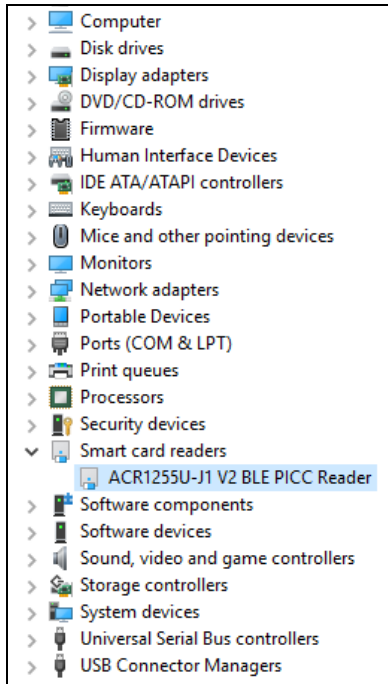 Computer
Disk drives
Display adapters
DVD/CD-ROM drives
Firmware
Human Interface Devices
IDE ATA/ATAPI controllers
Keyboards
Mice and other pointing devices
Monitors
Network adapters
Portable Devices
Ports (COM & LPT)
Print queues
Processors
Security devices
Smart card readers
ACR1255U-J1 V2 BLE PICC Reader
Software components
Software devices
Sound, video and game controllers
Storage controllers
System devices
Universal Serial Bus controllers
USB Connector Managers